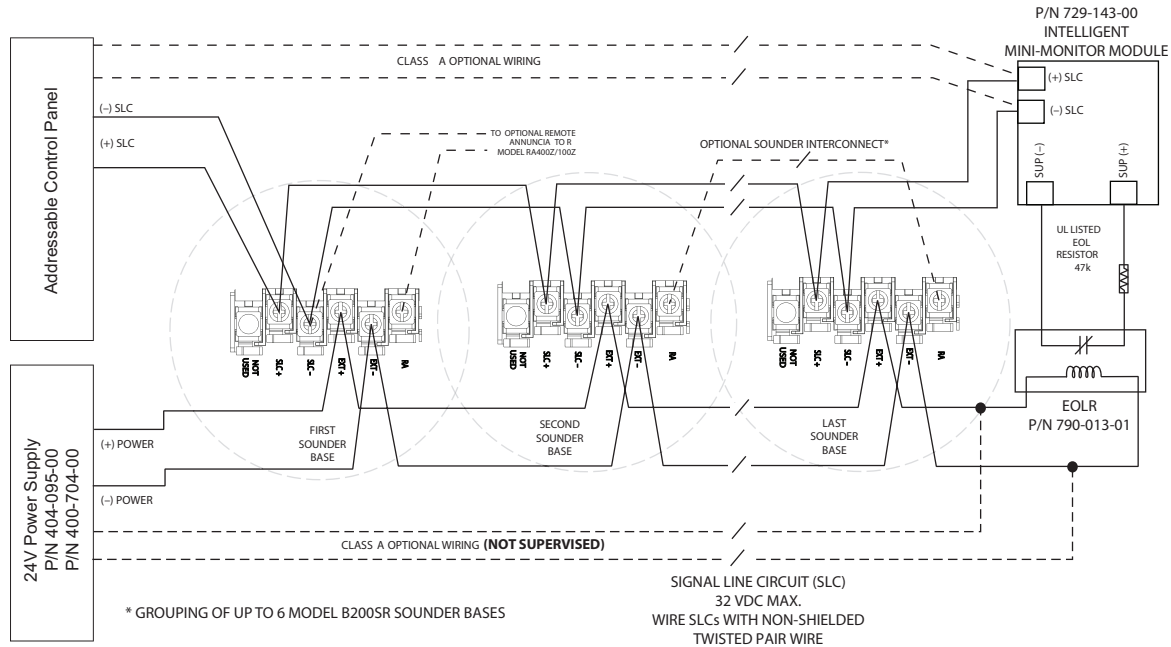 P/N 729-143-00
INTELLIGENT
MINI-MONITOR MODULE
Addressable Control Panel
CLASS A OPTIONAL WIRING
(+) SLC
(–) SLC
(–) SLC
(+) SLC
TO OPTIONAL REMOTE
ANNUNCIA TO R
MODEL RA400Z/100Z
OPTIONAL SOUNDER INTERCONNECT*
SUP (–)
SUP (+)
UL LISTED
EOL
RESISTOR
47k
NOT
USED
SLC +
SLC –
EXT +
EXT –
RA
NOT
USED
SLC +
SLC –
EXT +
EXT –
RA
NOT
USED
SLC +
SLC –
EXT +
EXT –
RA
EOLR
P/N 790-013-01
24V Power Supply
P/N 404-095-00
P/N 400-704-00
(+) POWER
(–) POWER
FIRST
SOUNDER
BASE
SECOND
SOUNDER
BASE
LAST
SOUNDER
BASE
CLASS A OPTIONAL WIRING (NOT SUPERVISED)
* GROUPING OF UP TO 6 MODEL B200SR SOUNDER BASES
SIGNAL LINE CIRCUIT (SLC)
32 VDC MAX.
WIRE SLCs WITH NON-SHIELDED
TWISTED PAIR WIRE